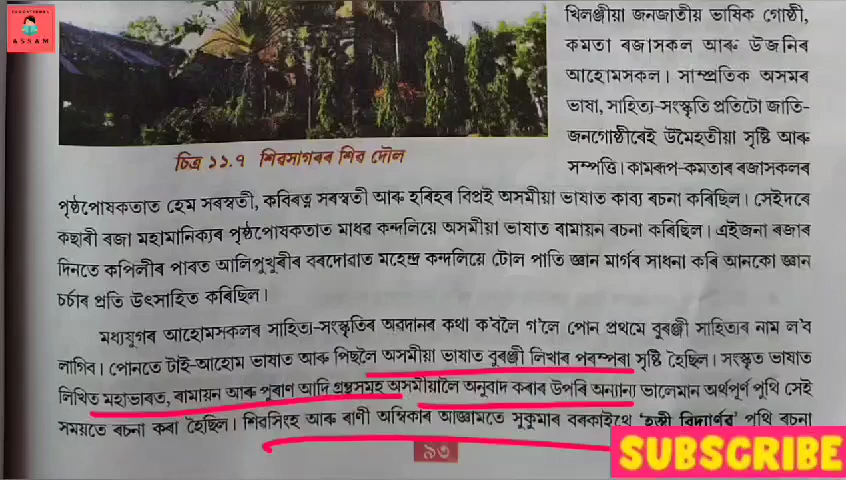 ASSAM
খিলঞ্জীয়া জনজাতীয় ভাষিক গোষ্ঠী,
কমতা ৰজাসকল আৰু উজনিৰ
আহোমসকল। সাম্প্ৰতিক অসমৰ
ভাষা, সাহিত্য-সংস্কৃতি প্ৰতিটো জাতি-
জনগোষ্ঠীৰেই উমৈহতীয়া সৃষ্টি আৰু
সম্পত্তি। কামৰূপ-কমতাৰ ৰজাসকলৰ
চিত্ৰ ১১.৭ শিৱসাগৰৰ শিৱ দৌল
পৃষ্ঠপোষকতাত হেম সৰস্বতী, কবিৰত্ন সৰস্বতী আৰু হৰিহৰ বিপ্ৰই অসমীয়া ভাষাত কাব্য ৰচনা কৰিছিল। সেইদৰে
কছাৰী ৰজা মহামানিক্যৰ পৃষ্ঠপোষকতাত মাধৱ কন্দলিয়ে অসমীয়া ভাষাত ৰামায়ন ৰচনা কৰিছিল। এইজনা ৰজাৰ
দিনতে কপিলীৰ পাৰত আলিপুখুৰীৰ বৰদোৱাত মহেন্দ্ৰ কন্দলিয়ে টোল পাতি জ্ঞান মাৰ্গৰ সাধনা কৰি আনকো জ্ঞান
চৰ্চাৰ প্ৰতি উৎসাহিত কৰিছিল।
মধ্যযুগৰ আহোমসকলৰ সাহিত্য-সংস্কৃতিৰ অৱদানৰ কথা ক'বলৈ গ'লে পোন প্ৰথমে বুৰঞ্জী সাহিত্যৰ নাম ল'ব
লাগিব। পোনতে টাই-আহোম ভাষাত আৰু পিছলৈ অসমীয়া ভাষাত বুৰঞ্জী লিখাৰ পৰম্পৰা সৃষ্টি হৈছিল। সংস্কৃত ভাষাত
লিখিত মহাভাৰত, ৰামায়ন আৰু পুৰাণ আদি গ্ৰন্থসমূহ অসমীয়ালৈ অনুবাদ কৰাৰ উপৰি অন্যান্য ভালেমান অৰ্থপূৰ্ণ পুথি সেই
সময়তে ৰচনা কৰা হৈছিল। শিৱসিংহ আৰু ৰাণী অম্বিকাৰ আজ্ঞামতে সুকুমাৰ বৰকাইথে 'হস্তী বিদ্যাৰ্ণৱ' পুথি ৰচনা
৯৩
SUBSCRIBE